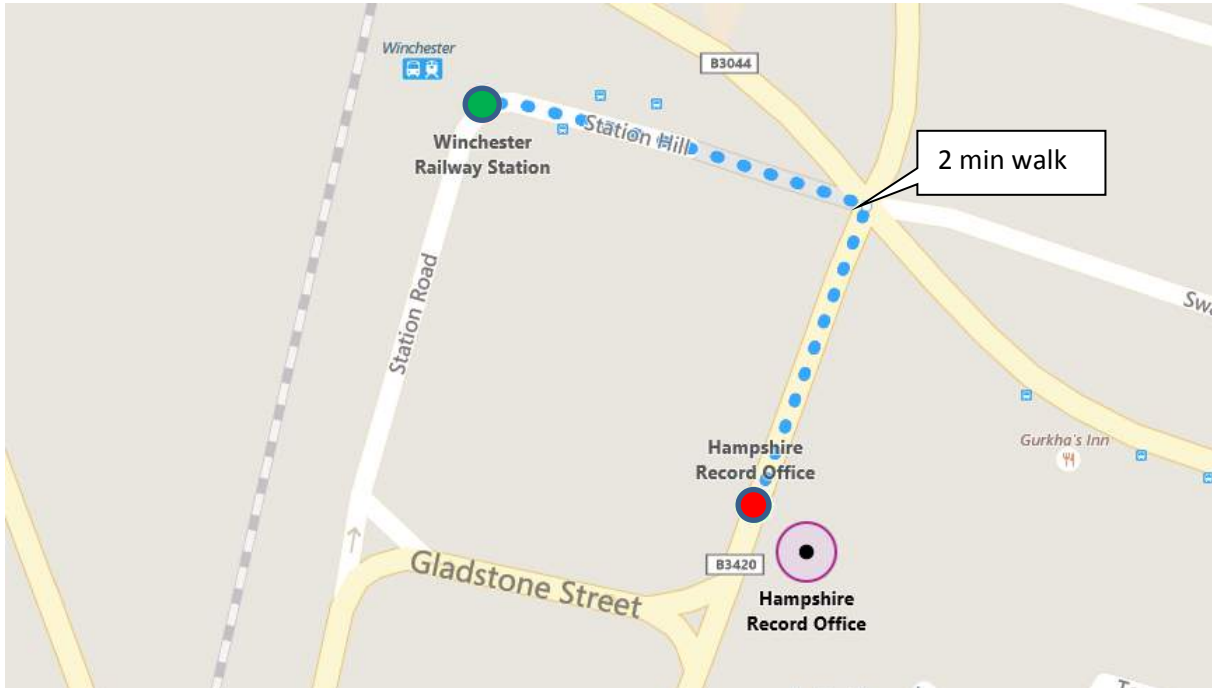 Winchester
B3044
Station Hill
Winchester
Railway Station
2 min walk
Station Road
Gurkha's Inn
Hampshire
Record Office
Gladstone Street
B3420
Hampshire
Record Office